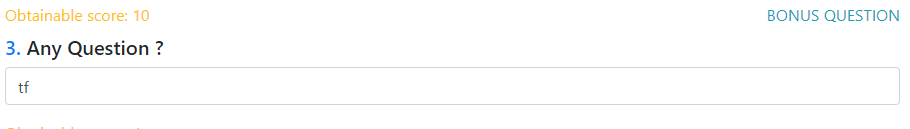 Obtainable score: 10
BONUS QUESTION
3. Any Question ?
tf